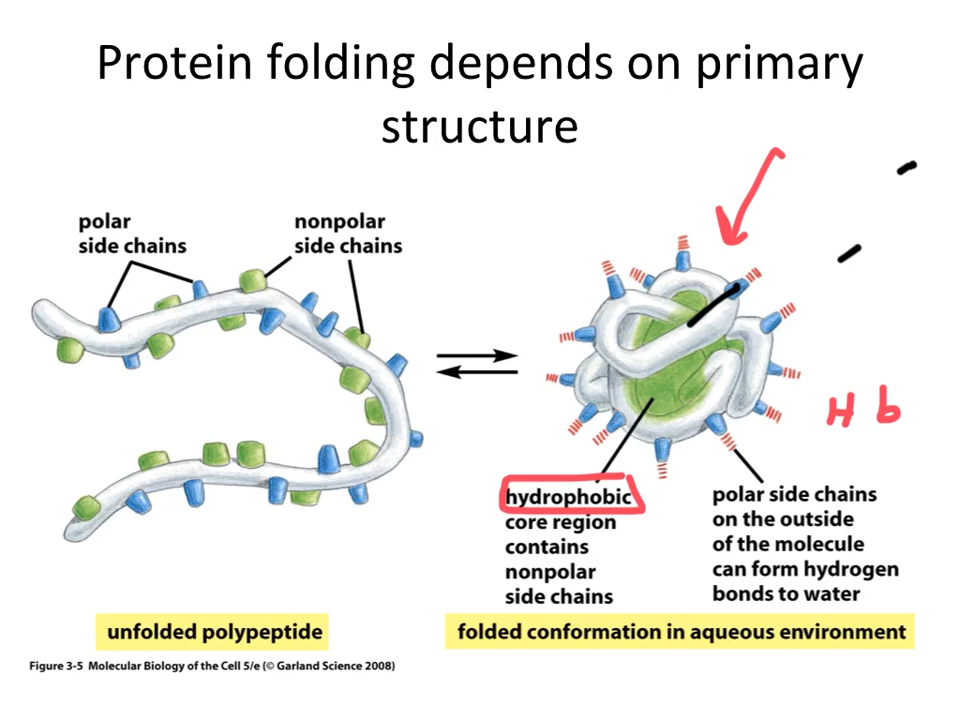 Protein folding depends on primary
structure
polar
side chains
nonpolar
side chains
H b
hydrophobic
core region
contains
nonpolar
side chains
polar side chains
on the outside
of the molecule
can form hydrogen
bonds to water
unfolded polypeptide
folded conformation in aqueous environment
Figure 3-5 Molecular Biology of the Cell 5/e (© Garland Science 2008)